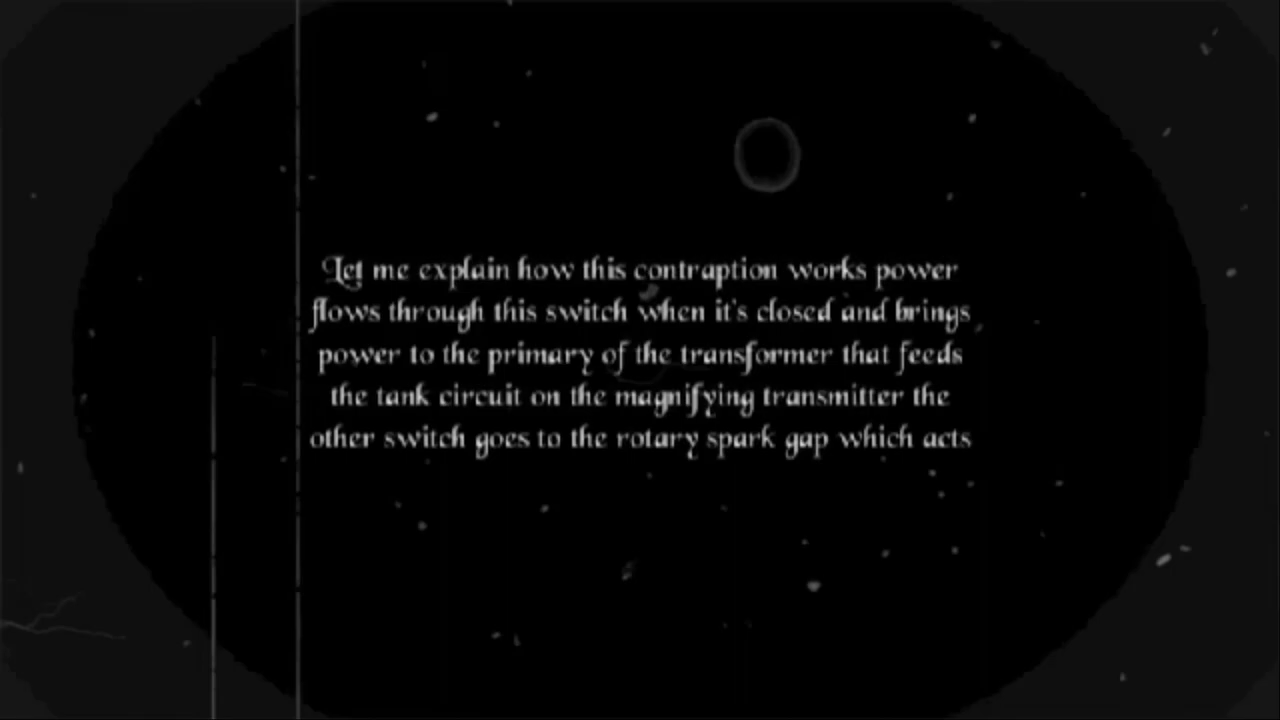 Let me explain how this contraption works power
flows through this switch when it's closed and brings
power to the primary of the transformer that feeds
the tank circuit on the magnifying transmitter the
other switch goes to the rotary spark gap which acts